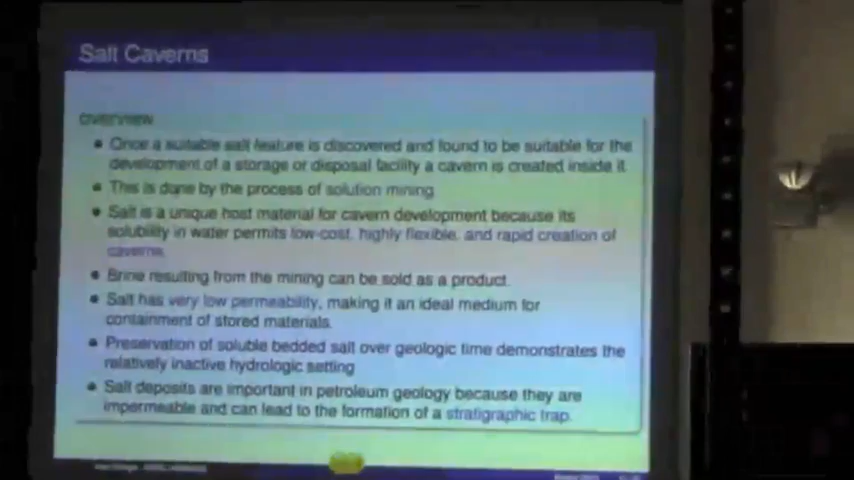 Salt Caverns
OVERVIEW
Once a suitable salt feature is discovered and found to be suitable for the
development of a storage or disposal facility a cavern is created inside it
This is done by the process of solution mining
Salt is a unique host material for cavern development because its
solubility in water permits low-cost, highly flexible, and rapid creation of
caverns.
Brine resulting from the mining can be sold as a product.
Salt has very low permeability, making it an ideal medium for
containment of stored materials.
Preservation of soluble bedded salt over geologic time demonstrates the
relatively inactive hydrologic setting
Salt deposits are important in petroleum geology because they are
impermeable and can lead to the formation of a stratigraphic trap.